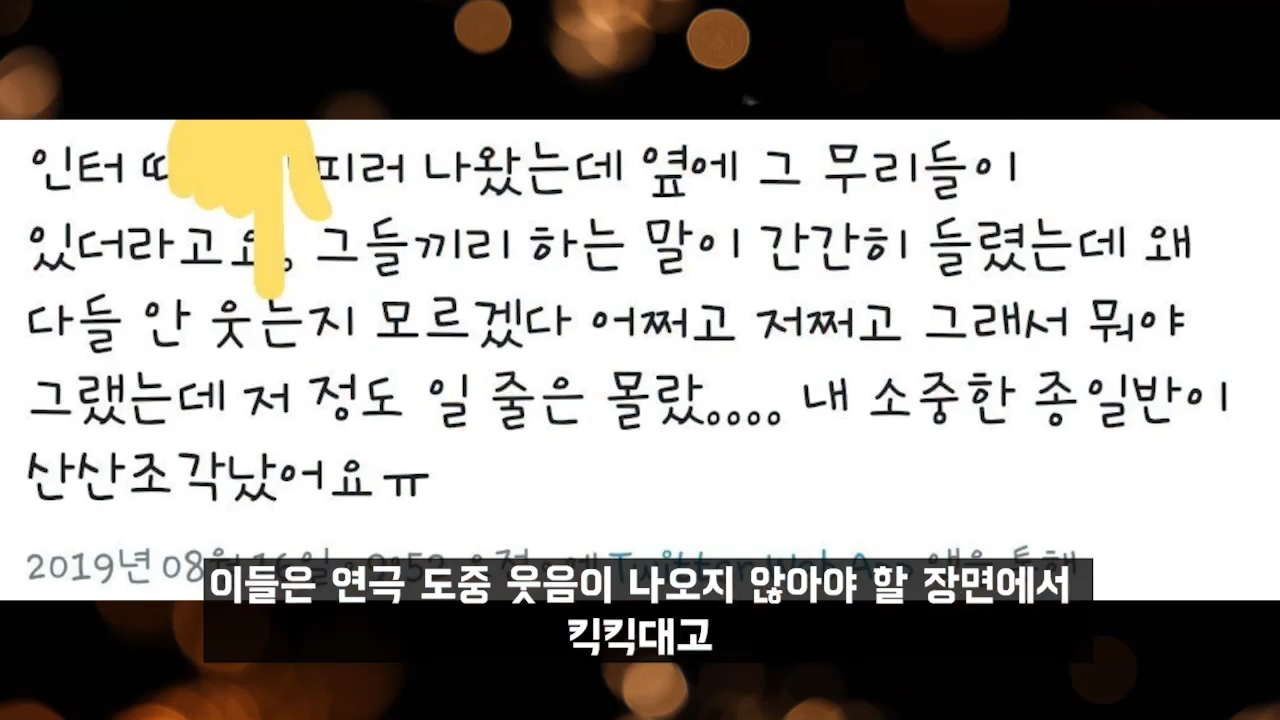 인터 피러 나왔는데 옆에 그 무리들이
있더라고요, 그들끼리 하는 말이 간간히 들렸는데 왜
다들 안 웃는지 모르겠다 어쩌고 저쩌고 그래서 뭐야
그랬는데 저 정도 일 줄은 몰랐.... 내 소중한 종일반이
산산조각났어요ㅠ
2019년 08월 16일
이들은 연극 도중 웃음이 나오지 않아야 할 장면에서
킥킥대고